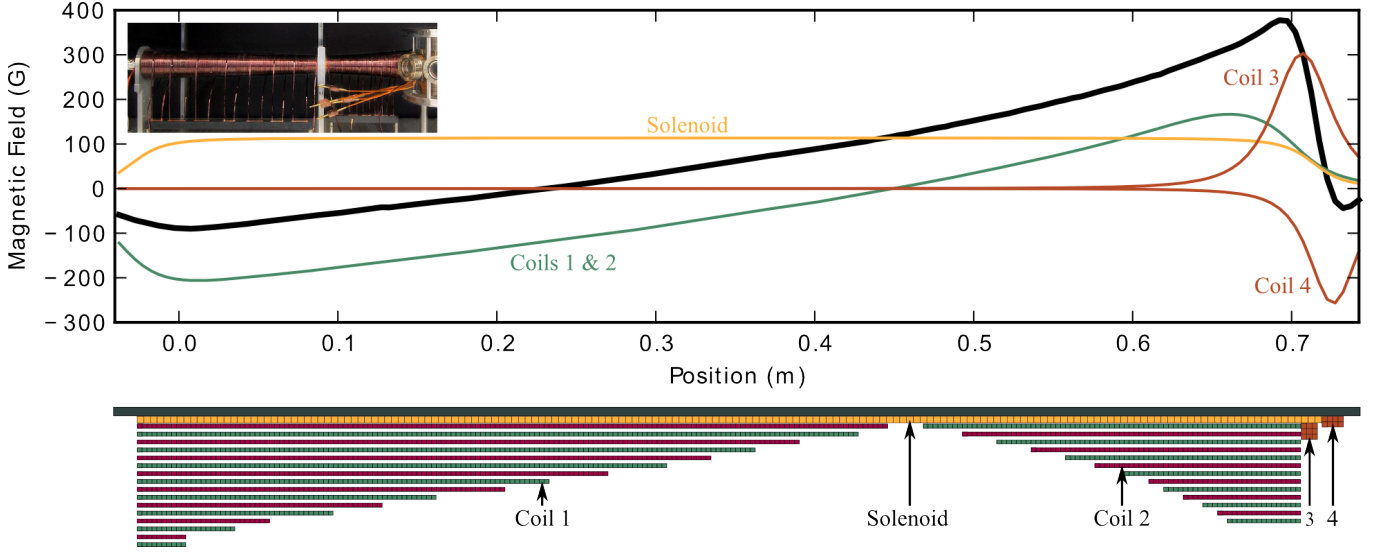 400
300
200
100
0
−100
−200
−300
Magnetic Field (G)
Solenoid
Coils 1 & 2
Coil 3
Coil 4
0.0 0.1 0.2 0.3 0.4 0.5 0.6 0.7
Position (m)
Coil 1 Solenoid Coil 2 3 4